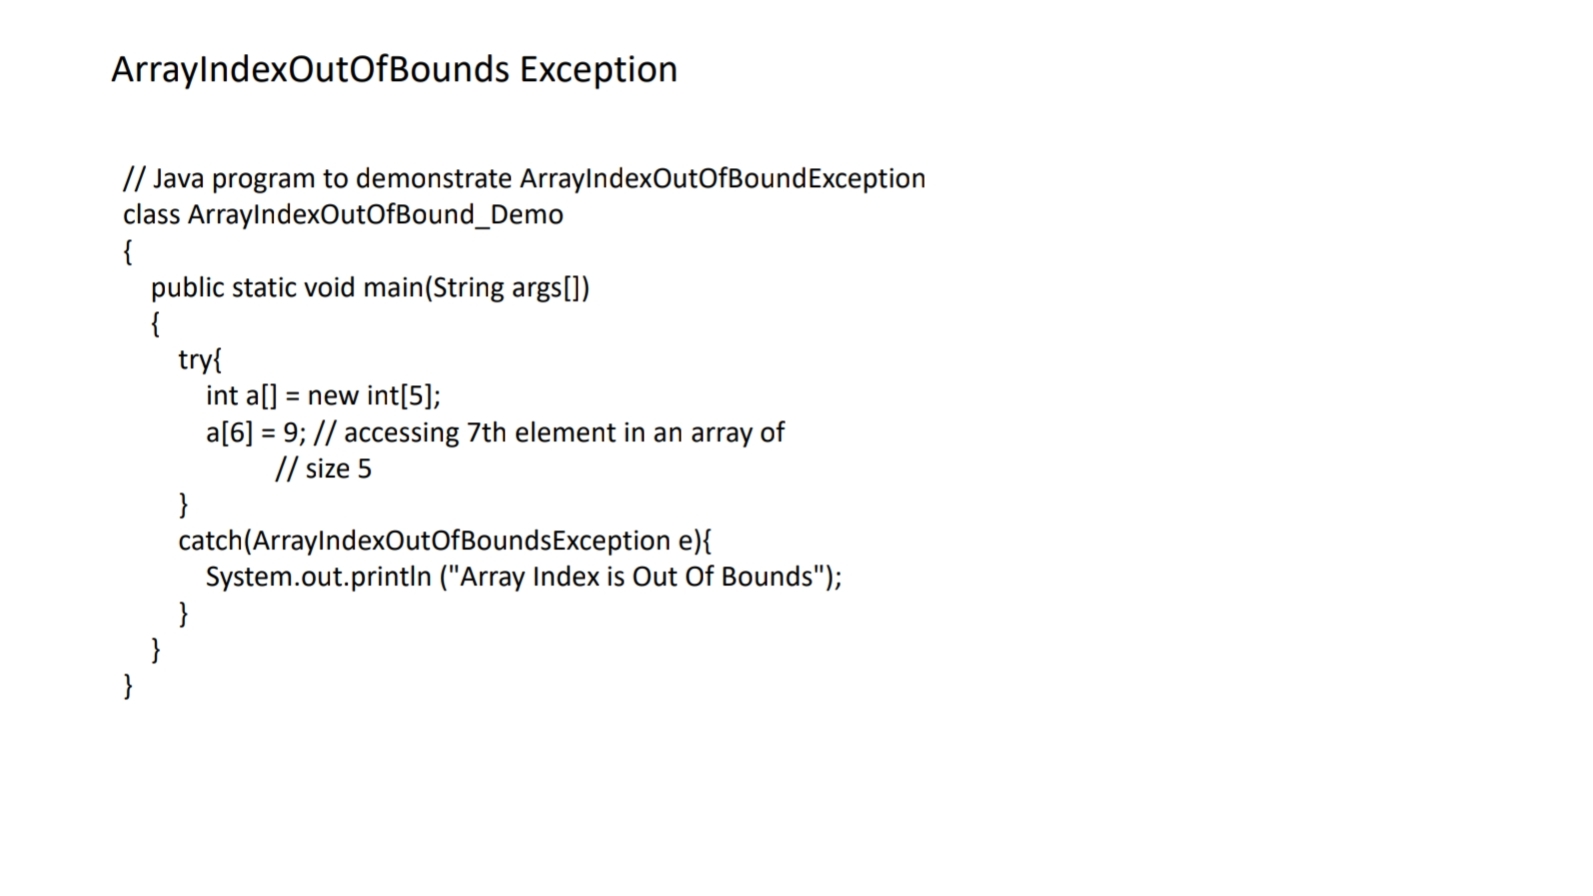 ArrayIndexOutOfBounds Exception
// Java program to demonstrate ArrayIndexOutOfBoundException
class ArrayIndexOutOfBound_Demo
{
public static void main(String args[])
{
try{
int a[] = new int[5];
a[6] = 9; // accessing 7th element in an array of
// size 5
}
catch(ArrayIndexOutOfBoundsException e){
System.out.println ("Array Index is Out Of Bounds");
}
}
}